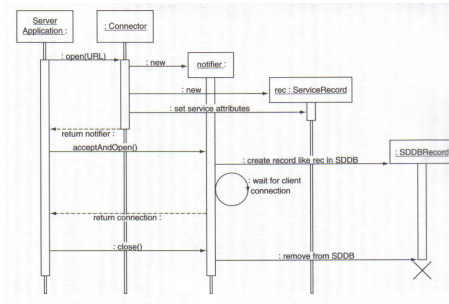 Server
Application :
: Connector
: open(URL)
: new
notifier :
: new
rec : ServiceRecord
: set service attributes
return notifier :
acceptAndOpen()
: create record like rec in SDDB
: SDDBRecord
: wait for client
connection
return connection :
: close()
: remove from SDDB